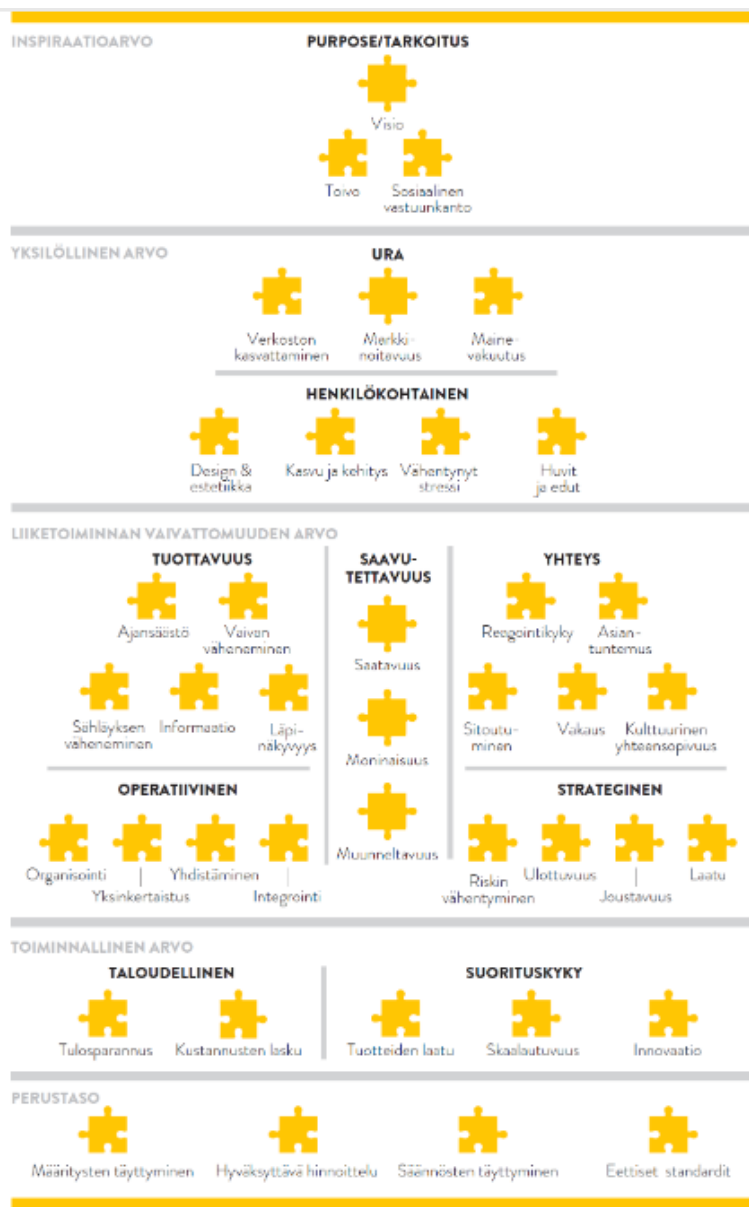 INSPIRAATIOARVO
PURPOSE/TARKOITUS
Visio
Toivo
Sosiaalinen
vastuunkanto
YKSILÖLLINEN ARVO
URA
Verkoston
kasvattaminen
Markki-
noitavuus
Maine-
vakuutus
HENKILÖKOHTAINEN
Design &
estetiikka
Kasvu ja kehitys
Vähentynyt
stressi
Huvit
ja edut
LIIKETOIMINNAN VAIVATTOMUUDEN ARVO
TUOTTAVUUS
Ajansäästö
Vaivan
väheneminen
Sähläyksen
väheneminen
Informaatio
Läpi-
näkyvyys
OPERATIIVINEN
Organisointi
Yksinkertaistus
Yhdistäminen
Integrointi
SAAVU-
TETTAVUUS
Saatavuus
Moninaisuus
Muunneltavuus
YHTEYS
Reagointikyky
Asian-
tuntemus
Sitoutu-
minen
Vakaus
Kulttuurinen
yhteensopivuus
STRATEGINEN
Riskin
vähentyminen
Ulottuvuus
Joustavuus
Laatu
TOIMINNALLINEN ARVO
TALOUDELLINEN
Tulosparannus
Kustannusten lasku
SUORITUSKYKY
Tuotteiden laatu
Skaalautuvuus
Innovaatio
PERUSTASO
Määritysten täyttyminen
Hyväksyttävä hinnoittelu
Säännösten täyttyminen
Eettiset standardit